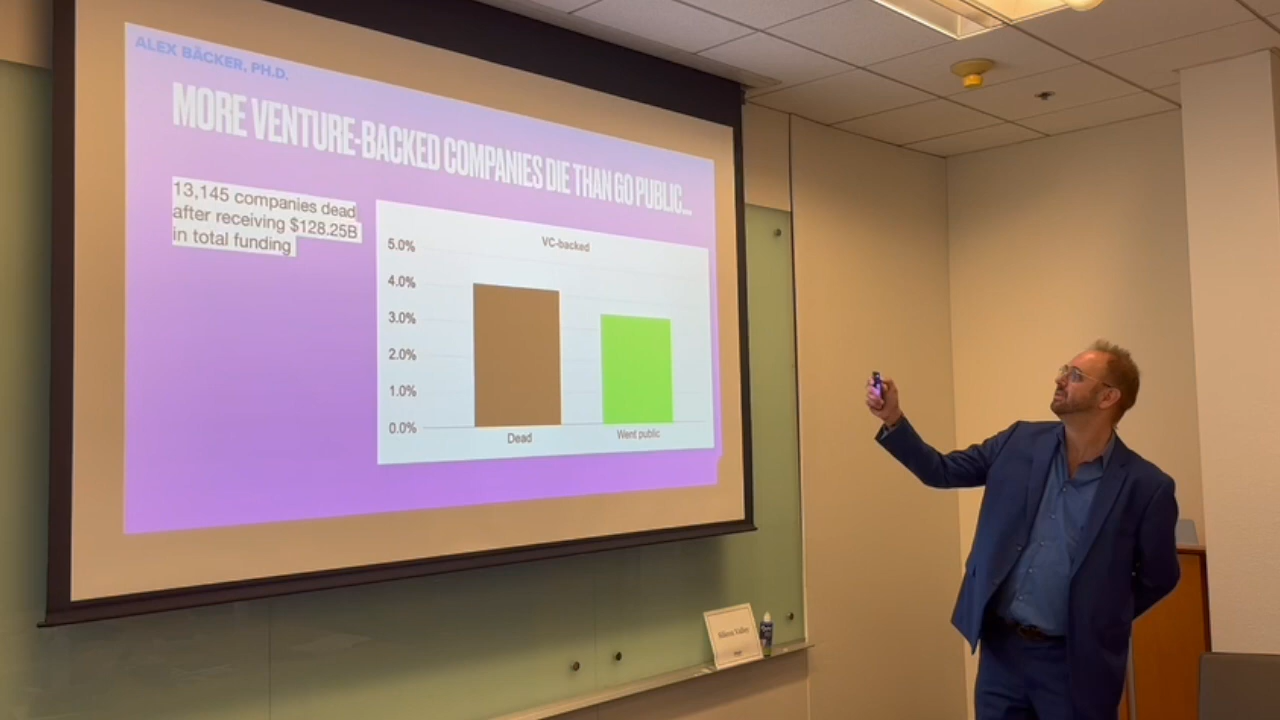 ALEX BÄCKER, PH.D.
MORE VENTURE-BACKED COMPANIES DIE THAN GO PUBLIC...
13,145 companies dead
after receiving $128.25B
in total funding
VC-backed
5.0%
4.0%
3.0%
2.0%
1.0%
0.0%
Dead
Went public
Silicon Valley